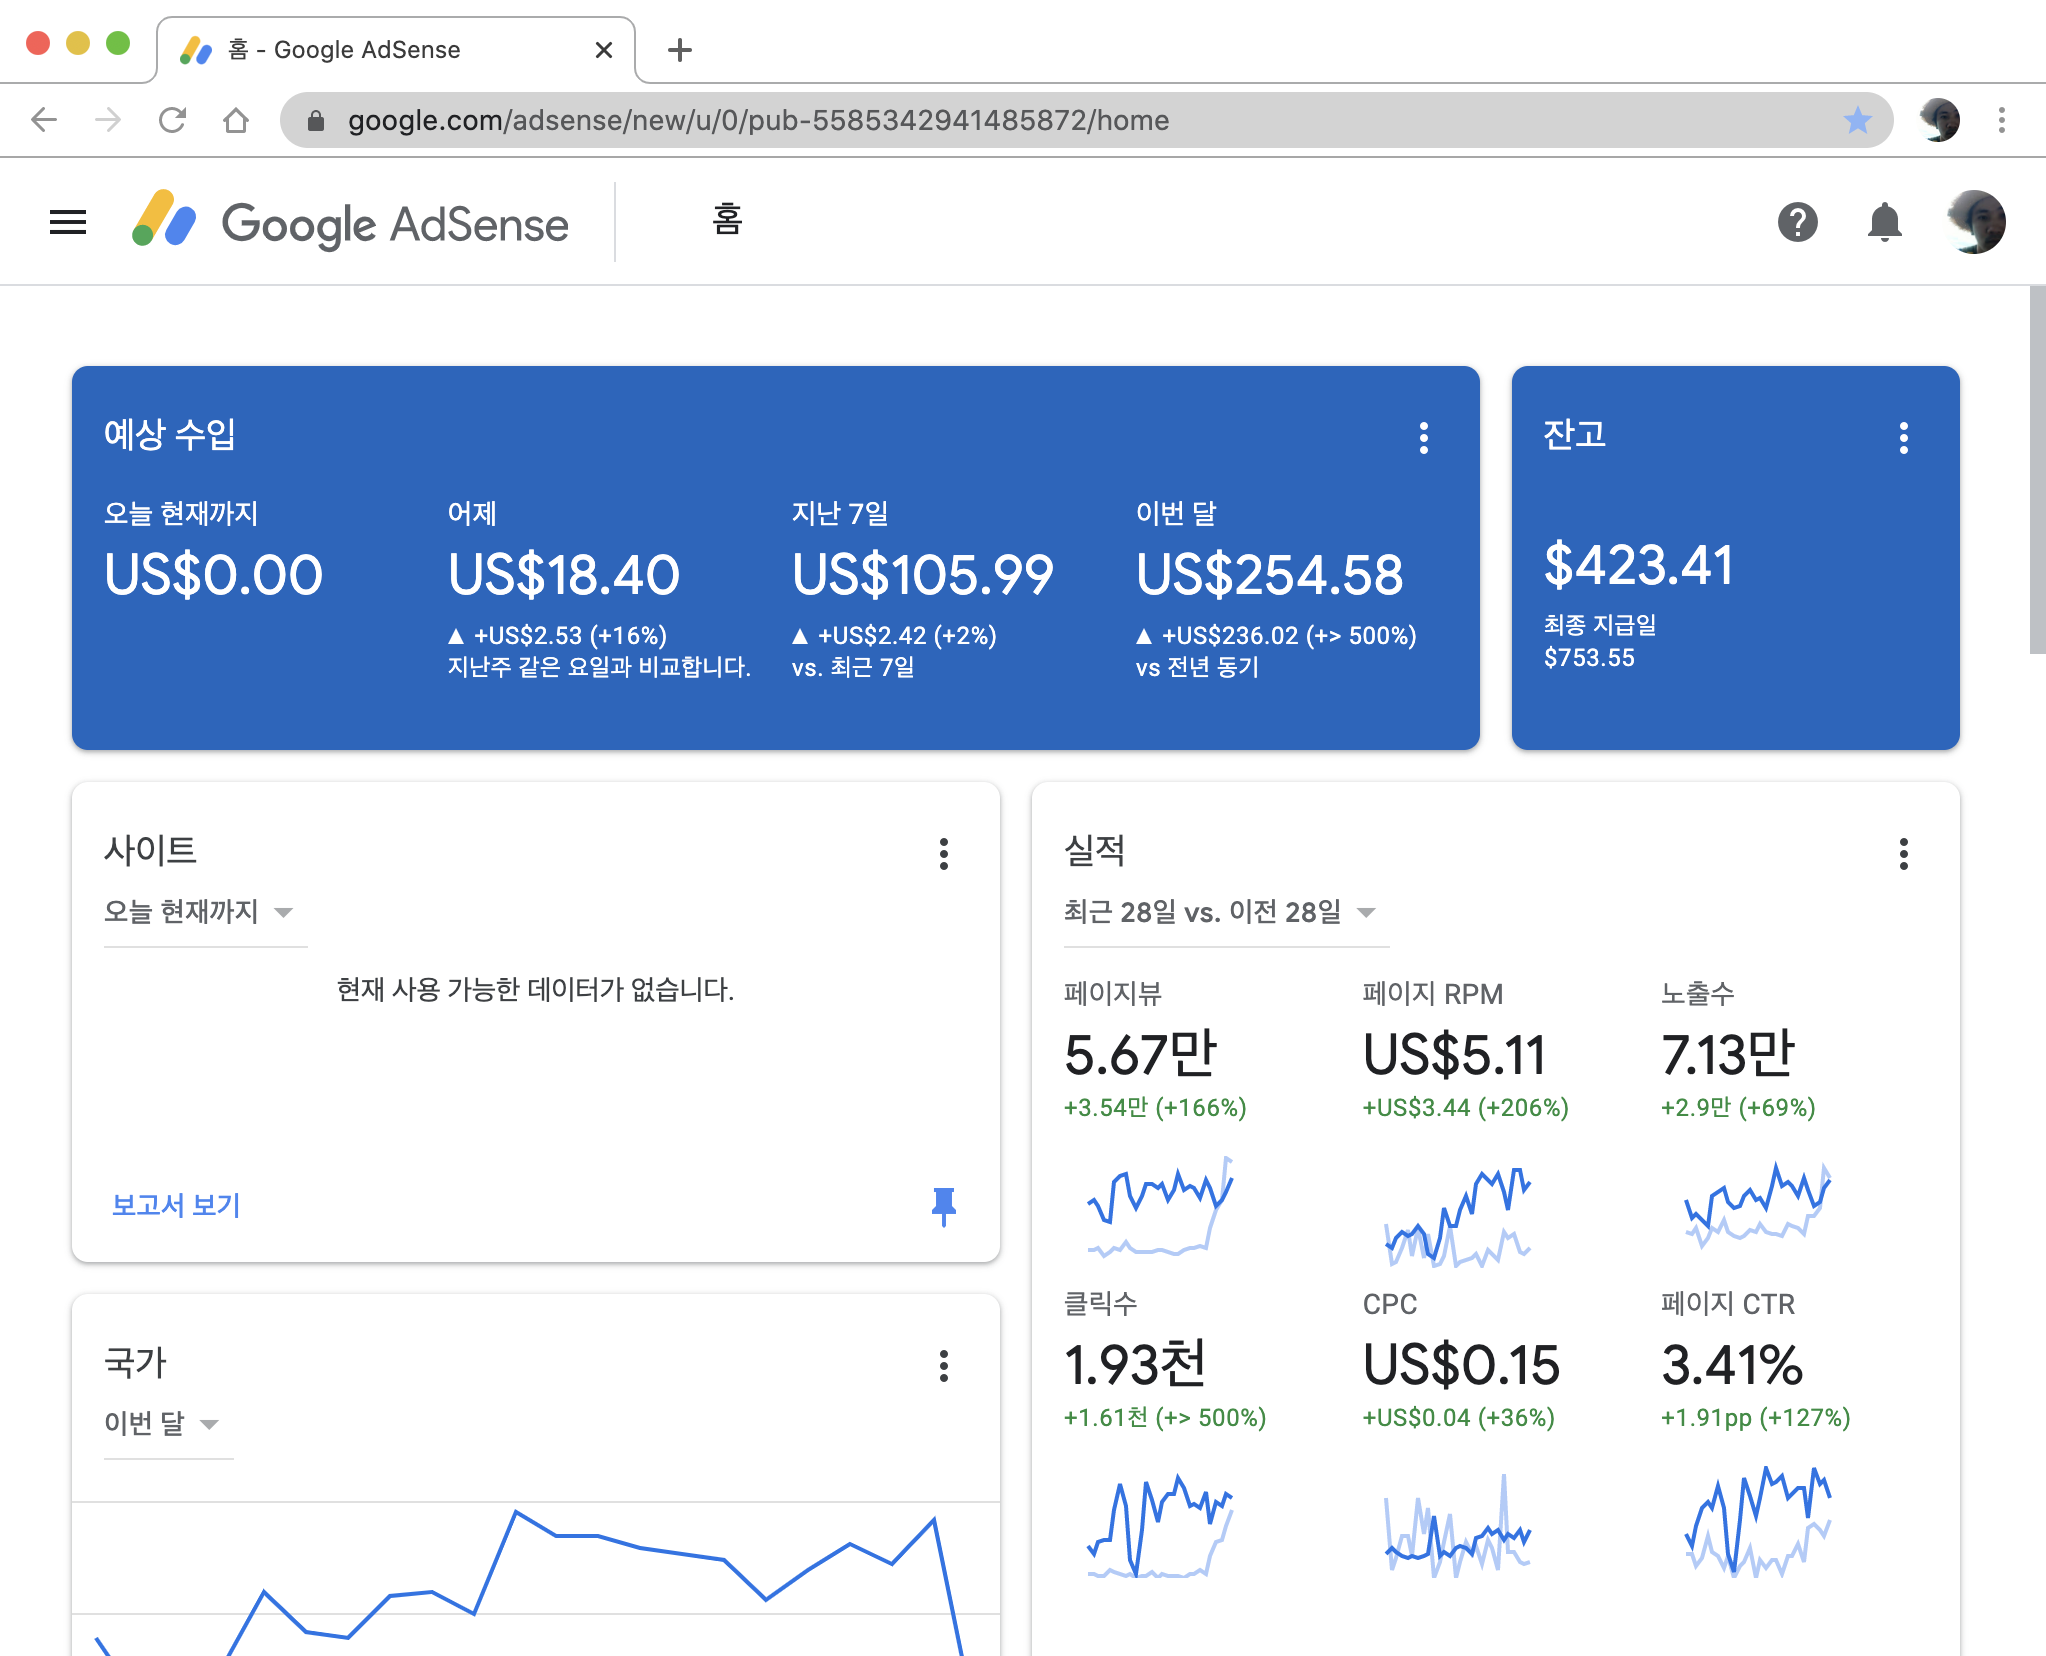 홈 - Google AdSense
google.com/adsense/new/u/0/pub-5585342941485872/home
Google AdSense
홈
예상 수입
오늘 현재까지
US$0.00
어제
US$18.40
▲ +US$2.53 (+16%)
지난주 같은 요일과 비교합니다.
지난 7일
US$105.99
▲ +US$2.42 (+2%)
vs. 최근 7일
이번 달
US$254.58
▲ +US$236.02 (+> 500%)
vs 전년 동기
잔고
$423.41
최종 지급일
$753.55
사이트
오늘 현재까지
현재 사용 가능한 데이터가 없습니다.
보고서 보기
국가
이번 달
실적
최근 28일 vs. 이전 28일
페이지뷰
5.67만
+3.54만 (+166%)
페이지 RPM
US$5.11
+US$3.44 (+206%)
노출수
7.13만
+2.9만 (+69%)
클릭수
1.93천
+1.61천 (+> 500%)
CPC
US$0.15
+US$0.04 (+36%)
페이지 CTR
3.41%
+1.91pp (+127%)